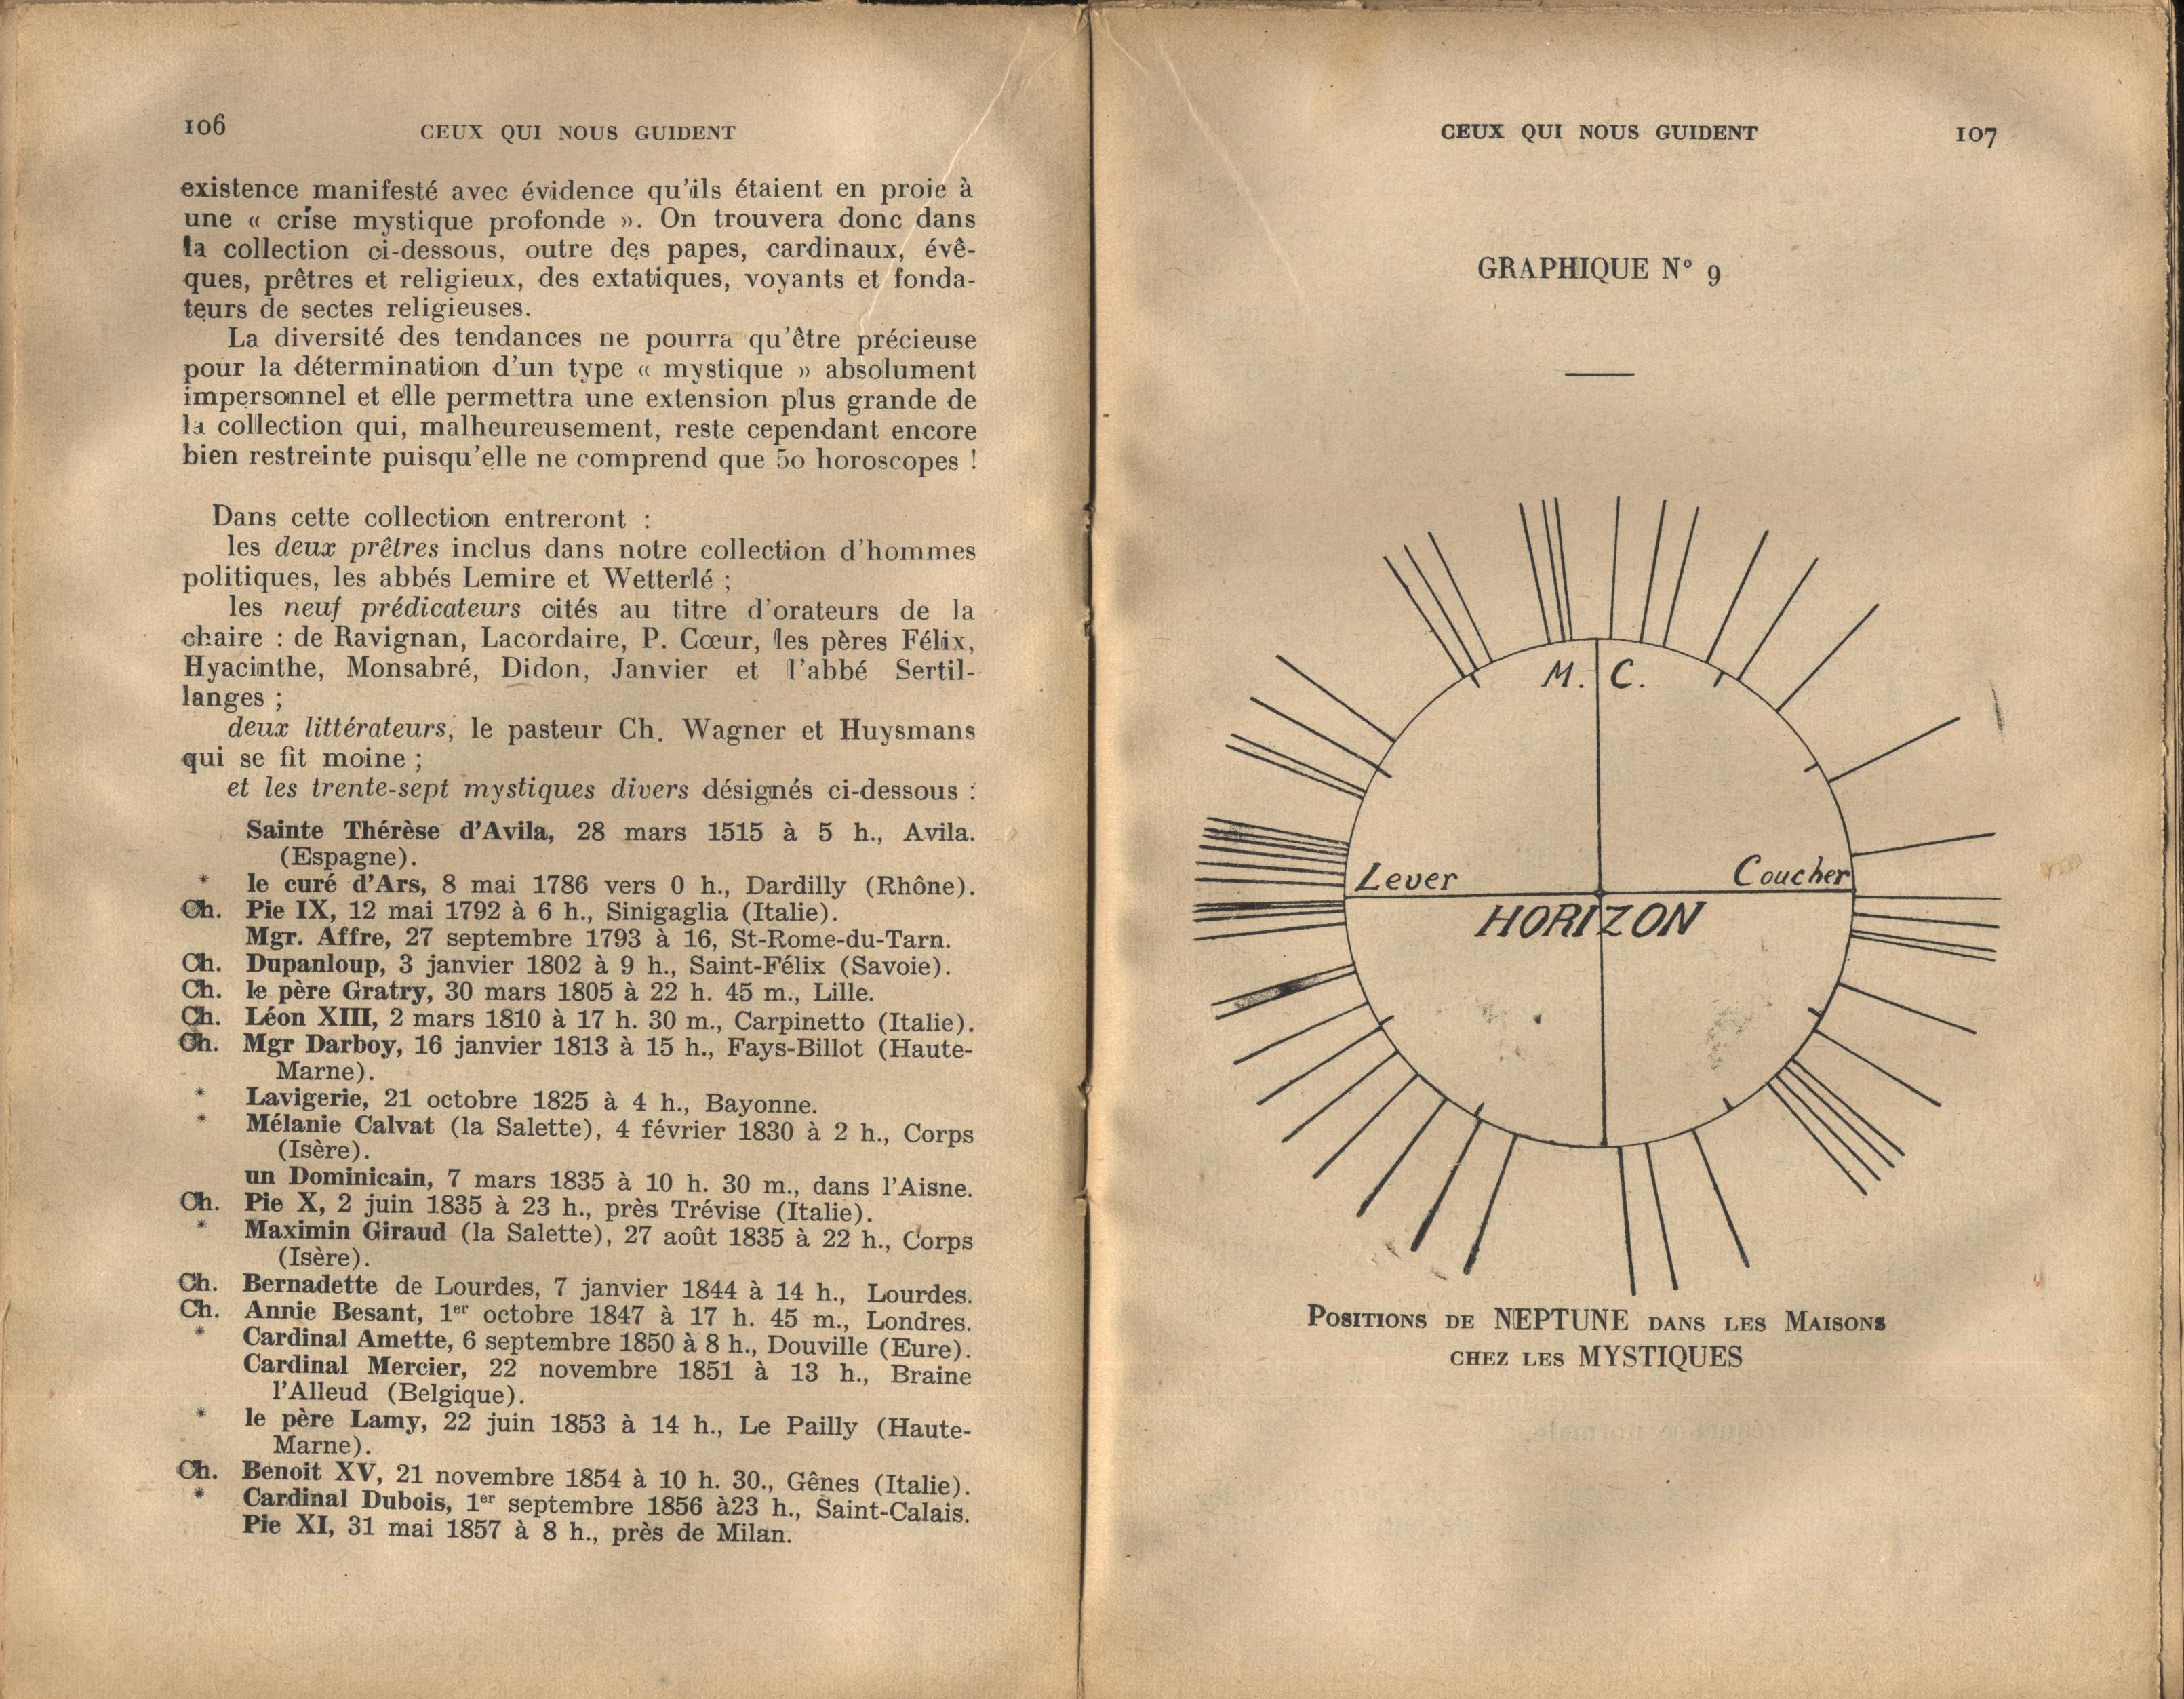 106
CEUX QUI NOUS GUIDENT
existence manifesté avec évidence qu'ils étaient en proie à
une « crise mystique profonde ». On trouvera donc dans
la collection ci-dessous, outre des papes, cardinaux, évê-
ques, prêtres et religieux, des extatiques, voyants et fonda-
teurs de sectes religieuses.
La diversité des tendances ne pourra qu'être précieuse
pour la détermination d'un type « mystique » absolument
impersonnel et elle permettra une extension plus grande de
la collection qui, malheureusement, reste cependant encore
bien restreinte puisqu'elle ne comprend que 50 horoscopes !
Dans cette collection entreront :
les deux prêtres inclus dans notre collection d'hommes
politiques, les abbés Lemire et Wetterlé ;
les neuf prédicateurs cités au titre d'orateurs de la
chaire : de Ravignan, Lacordaire, P. Cœur, les pères Félix,
Hyacinthe, Monsabré, Didon, Janvier et l'abbé Sertil-
langes ;
deux littérateurs, le pasteur Ch. Wagner et Huysmans
qui se fit moine ;
et les trente-sept mystiques divers désignés ci-dessous :
Sainte Thérèse d'Avila, 28 mars 1515 à 5 h., Avila.
(Espagne).
* le curé d'Ars, 8 mai 1786 vers 0 h., Dardilly (Rhône).
Ch. Pie IX, 12 mai 1792 à 6 h., Sinigaglia (Italie).
Mgr. Affre, 27 septembre 1793 à 16, St-Rome-du-Tarn.
Ch. Dupanloup, 3 janvier 1802 à 9 h., Saint-Félix (Savoie).
Ch. le père Gratry, 30 mars 1805 à 22 h. 45 m., Lille.
Ch. Léon XIII, 2 mars 1810 à 17 h. 30 m., Carpinetto (Italie).
Ch. Mgr Darboy, 16 janvier 1813 à 15 h., Fays-Billot (Haute-
Marne).
* Lavigerie, 21 octobre 1825 à 4 h., Bayonne.
* Mélanie Calvat (la Salette), 4 février 1830 à 2 h., Corps
(Isère).
un Dominicain, 7 mars 1835 à 10 h. 30 m., dans l'Aisne.
Ch. Pie X, 2 juin 1835 à 23 h., près Trévise (Italie).
* Maximin Giraud (la Salette), 27 août 1835 à 22 h., Corps
(Isère).
Ch. Bernadette de Lourdes, 7 janvier 1844 à 14 h., Lourdes.
Ch. Annie Besant, 1er octobre 1847 à 17 h. 45 m., Londres.
* Cardinal Amette, 6 septembre 1850 à 8 h., Douville (Eure).
Cardinal Mercier, 22 novembre 1851 à 13 h., Braine
l'Alleud (Belgique).
* le père Lamy, 22 juin 1853 à 14 h., Le Pailly (Haute-
Marne).
Ch. Benoit XV, 21 novembre 1854 à 10 h. 30., Gênes (Italie).
* Cardinal Dubois, 1er septembre 1856 à23 h., Saint-Calais.
Pie XI, 31 mai 1857 à 8 h., près de Milan.
CEUX QUI NOUS GUIDENT
107
GRAPHIQUE N° 9
M. C.
Lever
Coucher
HORIZON
POSITIONS DE NEPTUNE DANS LES MAISONS
CHEZ LES MYSTIQUES